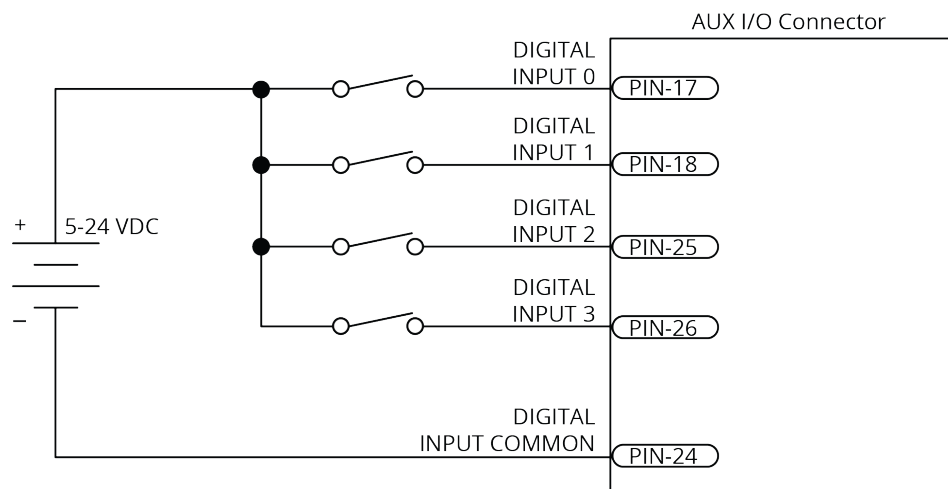 AUX I/O Connector
DIGITAL
INPUT 0
PIN-17
DIGITAL
INPUT 1
PIN-18
DIGITAL
INPUT 2
PIN-25
+ 5-24 VDC
DIGITAL
INPUT 3
PIN-26
–
DIGITAL
INPUT COMMON
PIN-24